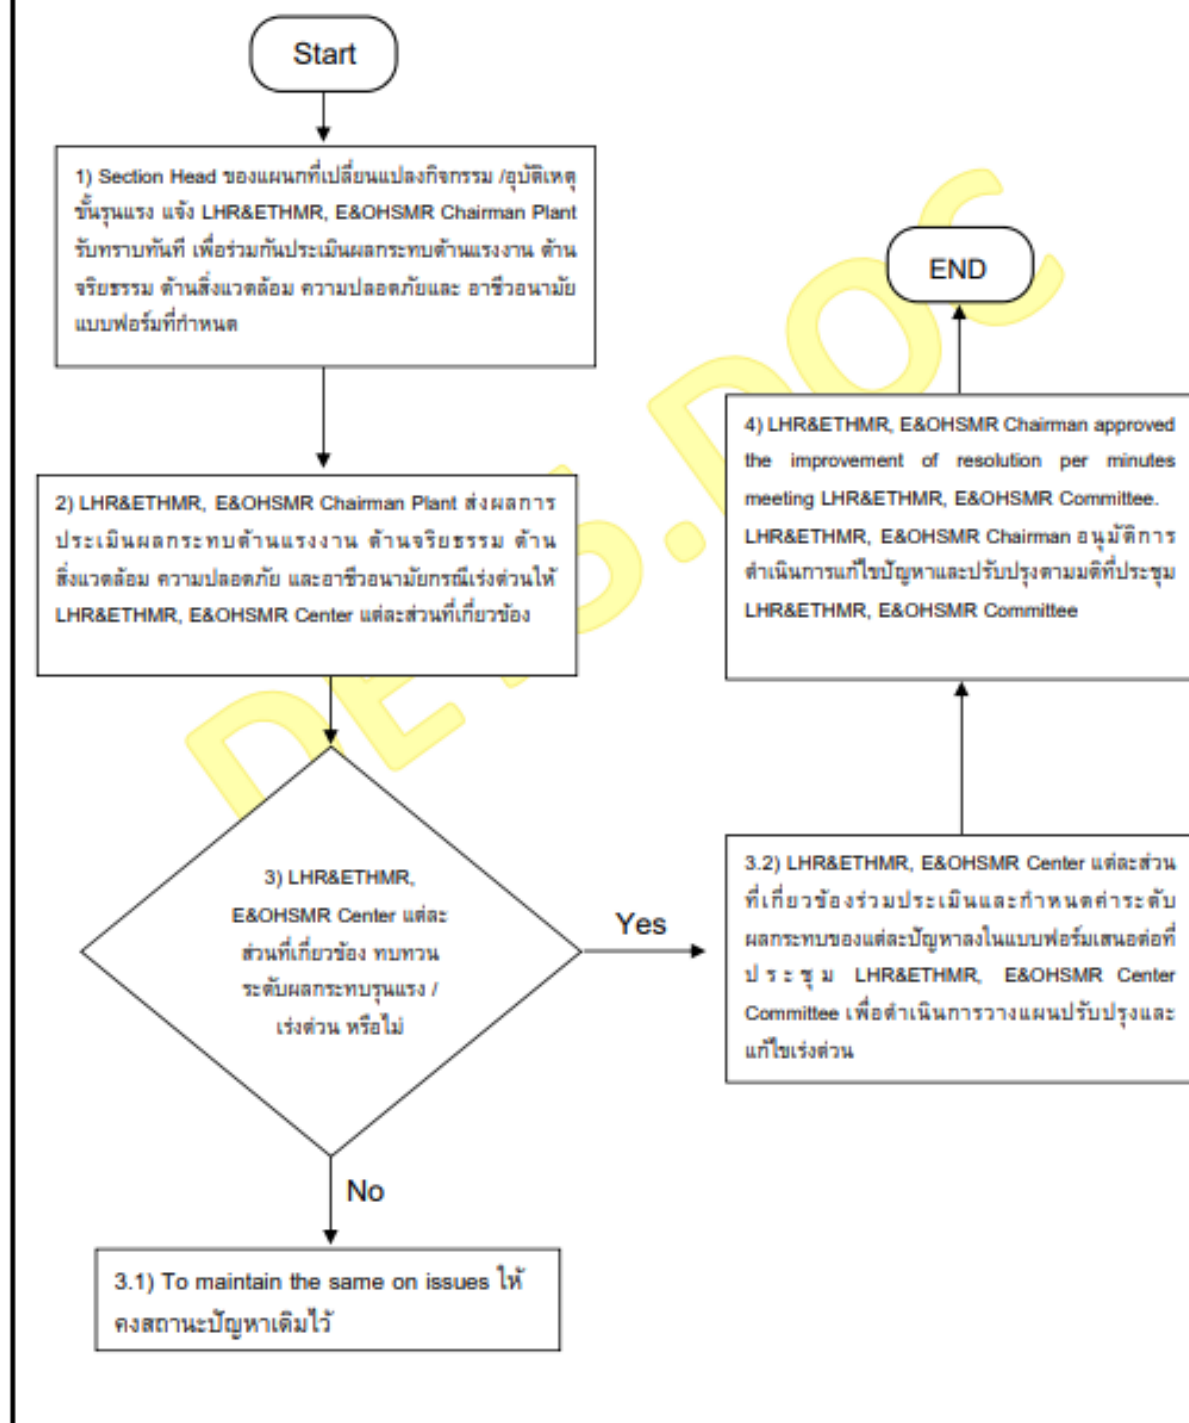 Start
1) Section Head ของแผนกที่เปลี่ยนแปลงกิจกรรม /อุบัติเหตุ
ขั้นรุนแรง แจ้ง LHR&ETHMR, E&OHSMR Chairman Plant
รับทราบทันที เพื่อร่วมกันประเมินผลกระทบด้านแรงงาน ด้าน
จริยธรรม ด้านสิ่งแวดล้อม ความปลอดภัยและ อาชีวอนามัย
แบบฟอร์มที่กำหนด
2) LHR&ETHMR, E&OHSMR Chairman Plant ส่งผลการ
ประเมินผลกระทบด้านแรงงาน ด้านจริยธรรม ด้าน
สิ่งแวดล้อม ความปลอดภัย และอาชีวอนามัยกรณีเร่งด่วนให้
LHR&ETHMR, E&OHSMR Center แต่ละส่วนที่เกี่ยวข้อง
3) LHR&ETHMR,
E&OHSMR Center แต่ละ
ส่วนที่เกี่ยวข้อง ทบทวน
ระดับผลกระทบรุนแรง /
เร่งด่วน หรือไม่
No
3.1) To maintain the same on issues ให้
คงสถานะปัญหาเดิมไว้
Yes
3.2) LHR&ETHMR, E&OHSMR Center แต่ละส่วน
ที่เกี่ยวข้องร่วมประเมินและกำหนดค่าระดับ
ผลกระทบของแต่ละปัญหาลงในแบบฟอร์มเสนอต่อที่
ประชุม LHR&ETHMR, E&OHSMR Center
Committee เพื่อดำเนินการวางแผนปรับปรุงและ
แก้ไขเร่งด่วน
4) LHR&ETHMR, E&OHSMR Chairman approved
the improvement of resolution per minutes
meeting LHR&ETHMR, E&OHSMR Committee.
LHR&ETHMR, E&OHSMR Chairman อนุมัติการ
ดำเนินการแก้ไขปัญหาและปรับปรุงตามมติที่ประชุม
LHR&ETHMR, E&OHSMR Committee
END